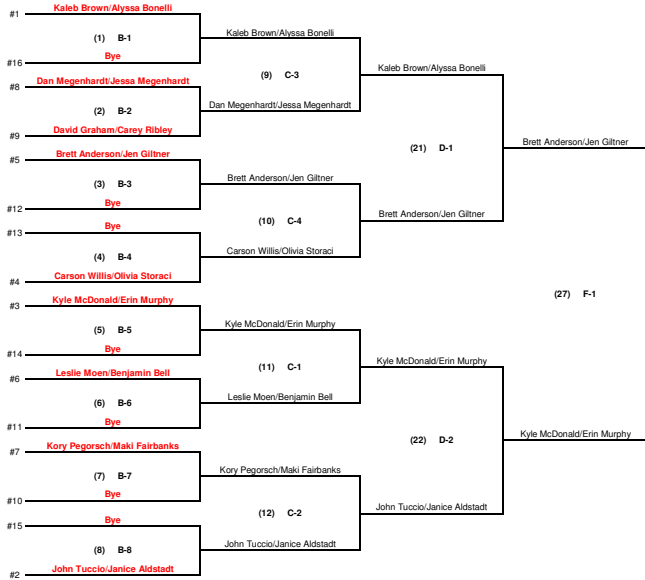 #1 Kaleb Brown/Alyssa Bonelli
(1) B-1
#16 Bye
Kaleb Brown/Alyssa Bonelli
(9) C-3
#8 Dan Megenhardt/Jessa Megenhardt
(2) B-2
#9 David Graham/Carey Ribley
Dan Megenhardt/Jessa Megenhardt
Kaleb Brown/Alyssa Bonelli
(21) D-1
#5 Brett Anderson/Jen Giltner
(3) B-3
#12 Bye
Brett Anderson/Jen Giltner
(10) C-4
#13 Bye
(4) B-4
#4 Carson Willis/Olivia Storaci
Carson Willis/Olivia Storaci
Brett Anderson/Jen Giltner
Brett Anderson/Jen Giltner
(27) F-1
#3 Kyle McDonald/Erin Murphy
(5) B-5
#14 Bye
Kyle McDonald/Erin Murphy
(11) C-1
#6 Leslie Moen/Benjamin Bell
(6) B-6
#11 Bye
Leslie Moen/Benjamin Bell
Kyle McDonald/Erin Murphy
(22) D-2
#7 Kory Pegorsch/Maki Fairbanks
(7) B-7
#10 Bye
Kory Pegorsch/Maki Fairbanks
(12) C-2
#15 Bye
(8) B-8
#2 John Tuccio/Janice Aldstadt
John Tuccio/Janice Aldstadt
John Tuccio/Janice Aldstadt
Kyle McDonald/Erin Murphy